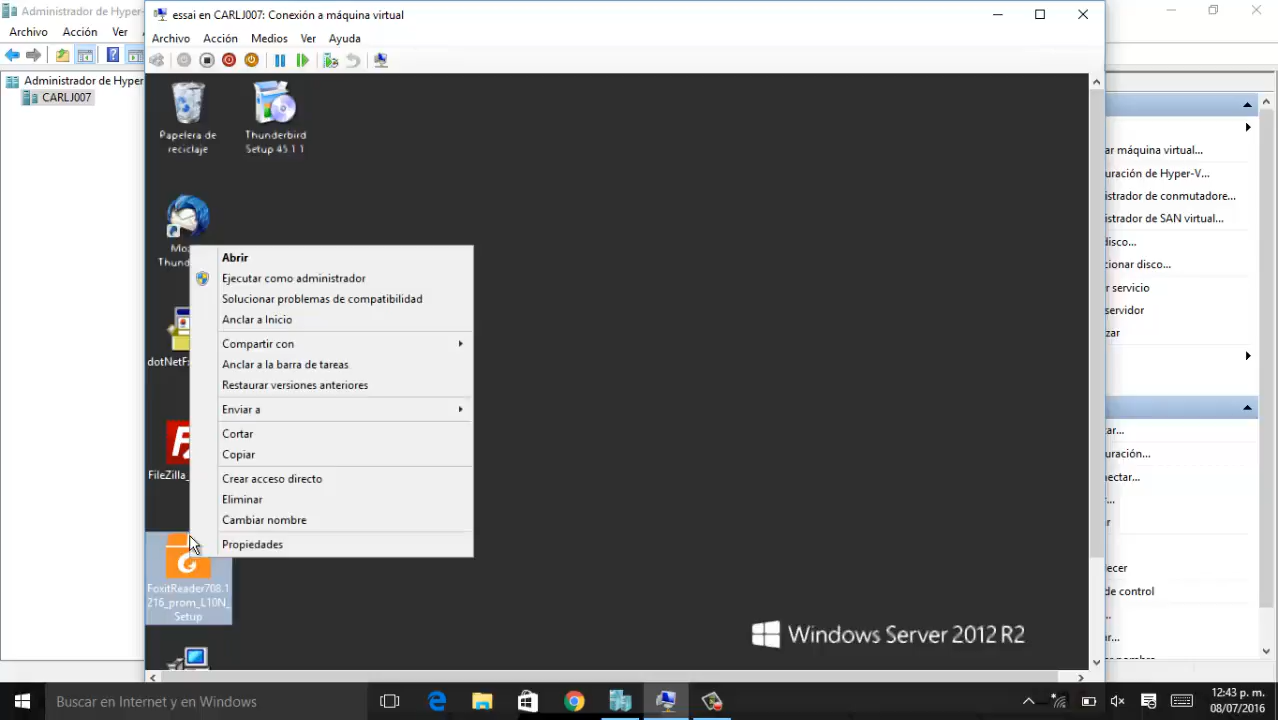 Administrador de Hyper-
Archivo Acción Ver
Administrador de Hyper
CARLJ007
essai en CARLJ007: Conexión a máquina virtual
Archivo Acción Medios Ver Ayuda
Papelera de
reciclaje
Thunderbird
Setup 45.1.1
Moz
Thund
dotNetF
FileZilla_
FoxitReader708.1
216_prom_L10N_
Setup
Abrir
Ejecutar como administrador
Solucionar problemas de compatibilidad
Anclar a Inicio
Compartir con
Anclar a la barra de tareas
Restaurar versiones anteriores
Enviar a
Cortar
Copiar
Crear acceso directo
Eliminar
Cambiar nombre
Propiedades
Windows Server 2012 R2
ar máquina virtual...
uración de Hyper-V...
istrador de conmutadore...
istrador de SAN virtual...
disco...
cionar disco...
r servicio
servidor
zar
tar...
uración...
nectar...
...
ar
ecer
de control
r...
Buscar en Internet y en Windows
12:43 p. m.
08/07/2016